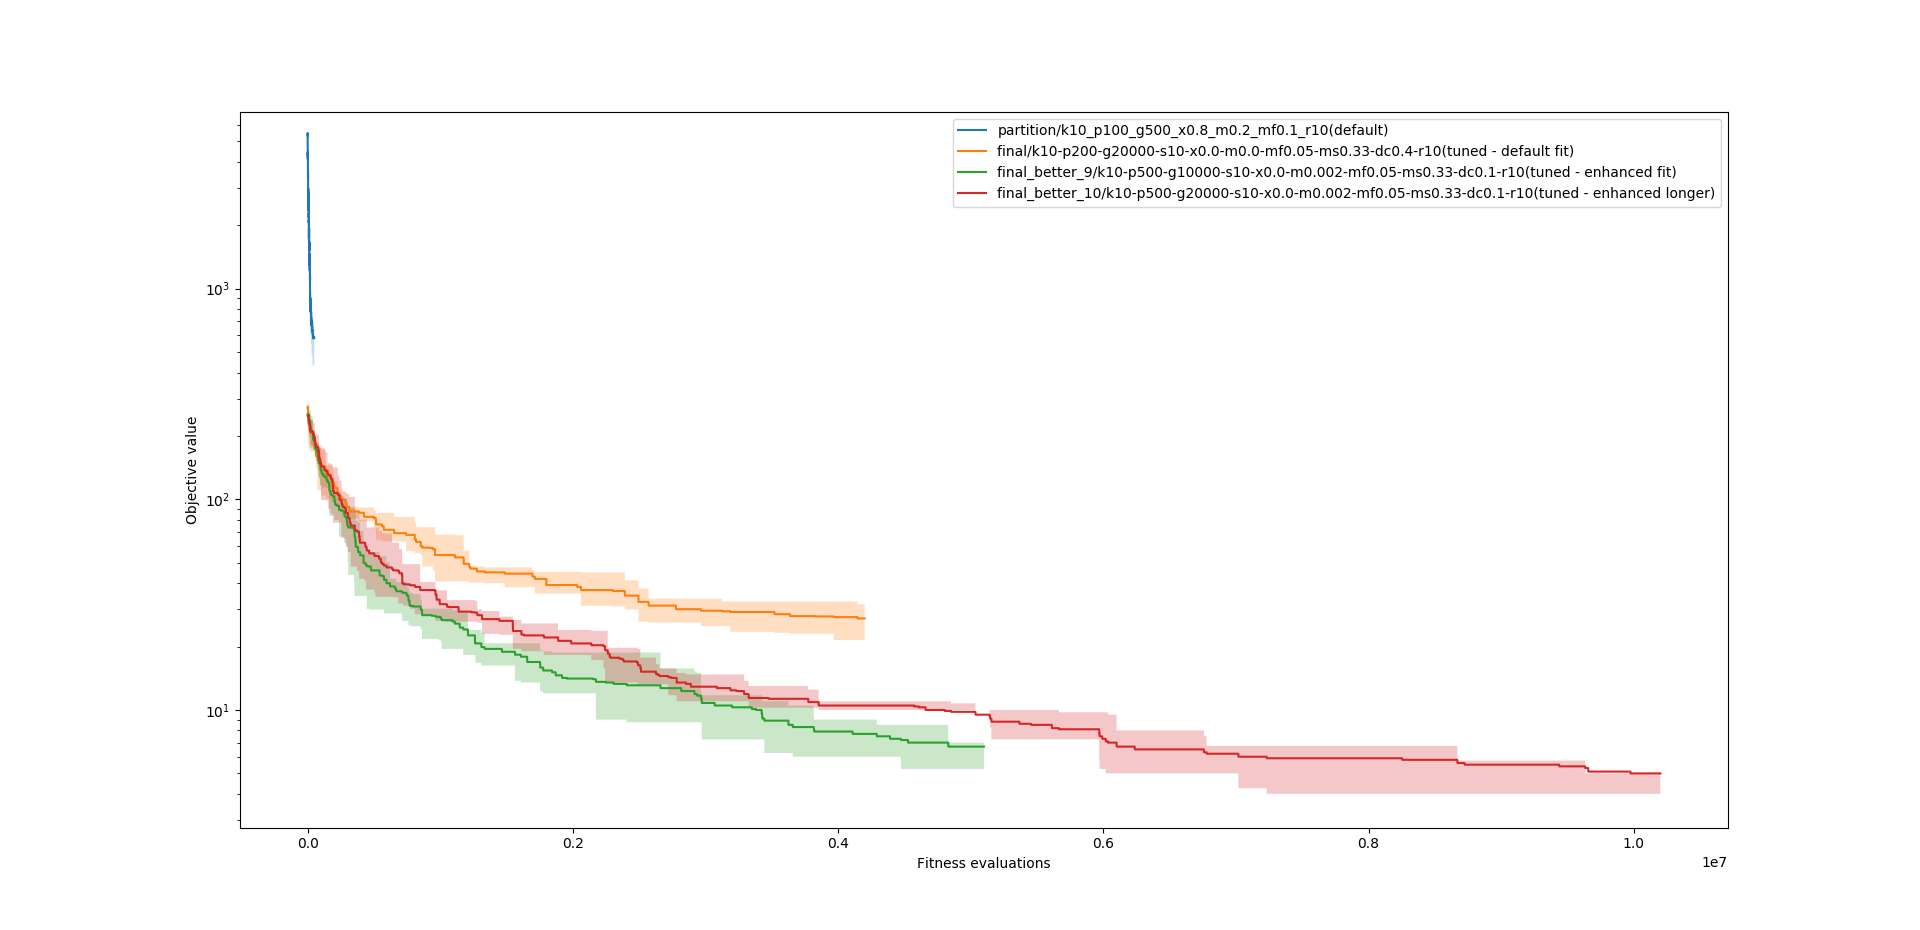 partition/k10_p100_g500_x0.8_m0.2_mf0.1_r10(default)
final/k10-p200-g20000-s10-x0.0-m0.0-mf0.05-ms0.33-dc0.4-r10(tuned - default fit)
final_better_9/k10-p500-g10000-s10-x0.0-m0.002-mf0.05-ms0.33-dc0.1-r10(tuned - enhanced fit)
final_better_10/k10-p500-g20000-s10-x0.0-m0.002-mf0.05-ms0.33-dc0.1-r10(tuned - enhanced longer)
10³
10²
10¹
Objective value
0.0 0.2 0.4 0.6 0.8 1.0
Fitness evaluations
1e7